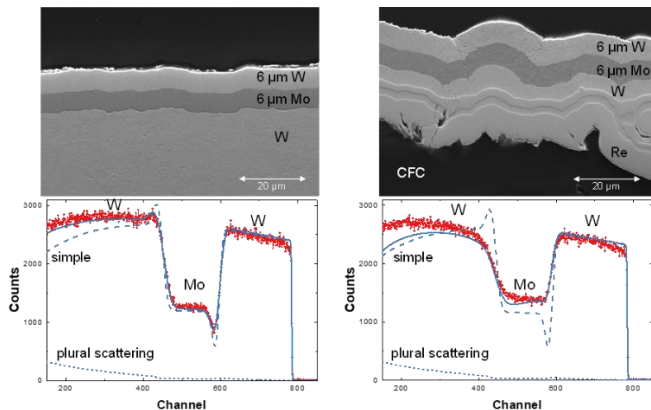 6 µm W
6 µm Mo
W
20 µm
6 µm W
6 µm Mo
W
Re
CFC
20 µm
3000
2000
1000
0
Counts
W
W
simple
Mo
plural scattering
200
400
600
800
Channel
3000
2000
1000
0
W
W
simple
Mo
plural scattering
200
400
600
800
Channel